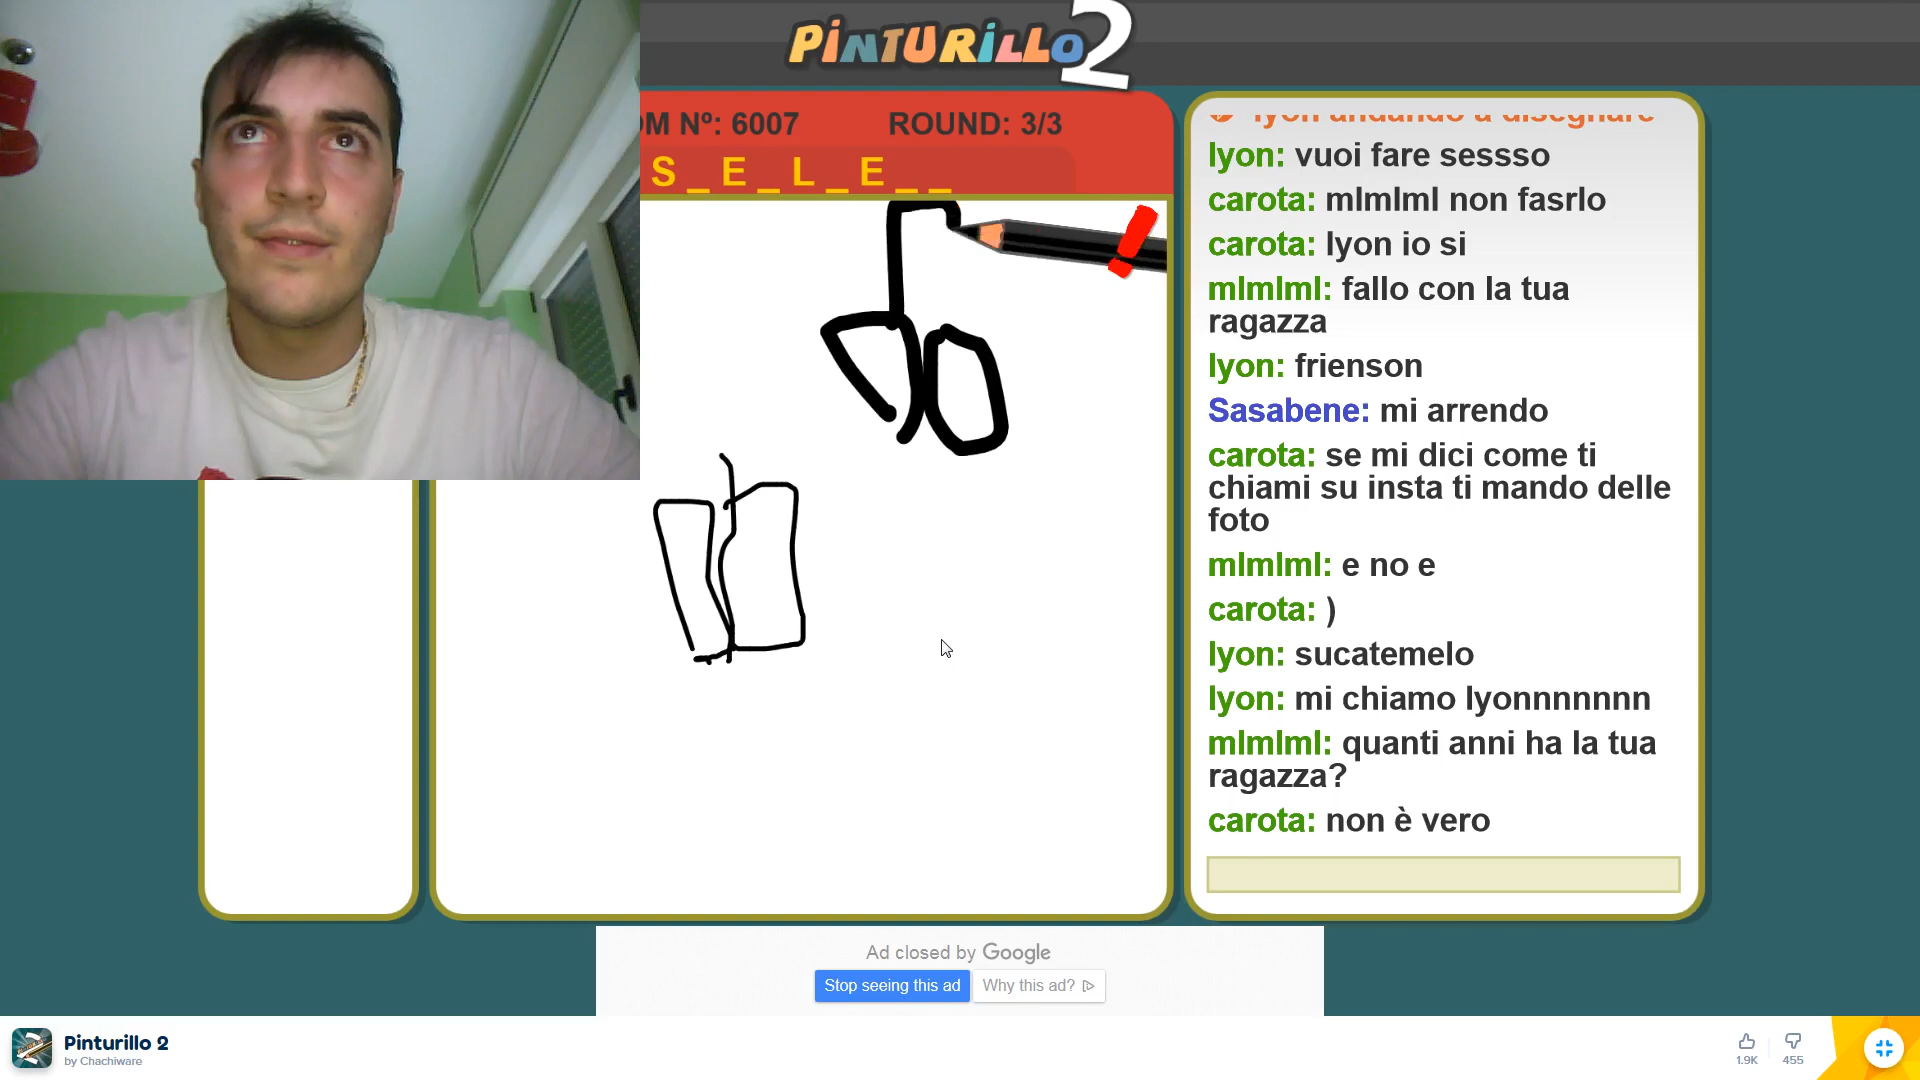 PINTURILLO 2
M Nº: 6007 ROUND: 3/3
S _ E _ L _ E _ _
lyon andando a disegnare
lyon: vuoi fare sessso
carota: mlmlml non fasrlo
carota: lyon io si
mlmlml: fallo con la tua
ragazza
lyon: frienson
Sasabene: mi arrendo
carota: se mi dici come ti
chiami su insta ti mando delle
foto
mlmlml: e no e
carota: )
lyon: sucatemelo
lyon: mi chiamo lyonnnnnnn
mlmlml: quanti anni ha la tua
ragazza?
carota: non è vero
Ad closed by Google
Stop seeing this ad Why this ad?
Pinturillo 2
by Chachiware
1.9K 455